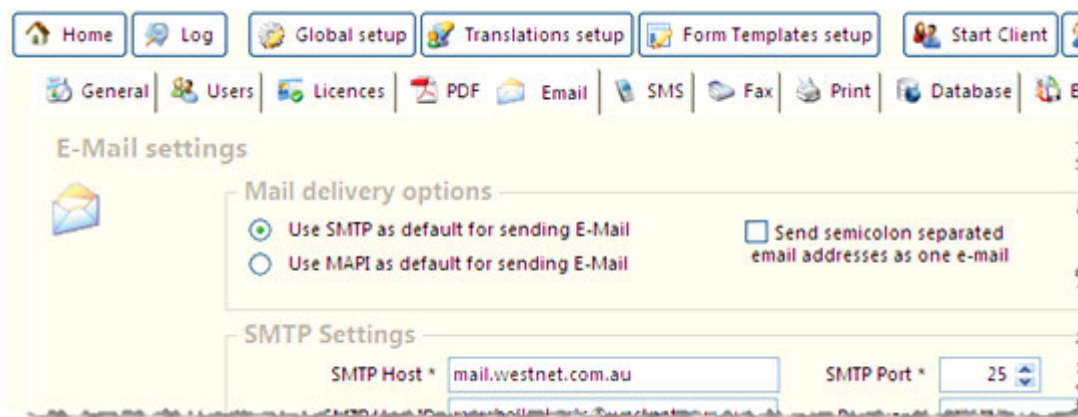 Home Log Global setup Translations setup Form Templates setup Start Client
General Users Licences PDF Email SMS Fax Print Database
E-Mail settings
Mail delivery options
Use SMTP as default for sending E-Mail
Send semicolon separated
email addresses as one e-mail
Use MAPI as default for sending E-Mail
SMTP Settings
SMTP Host * mail.westnet.com.au SMTP Port * 25